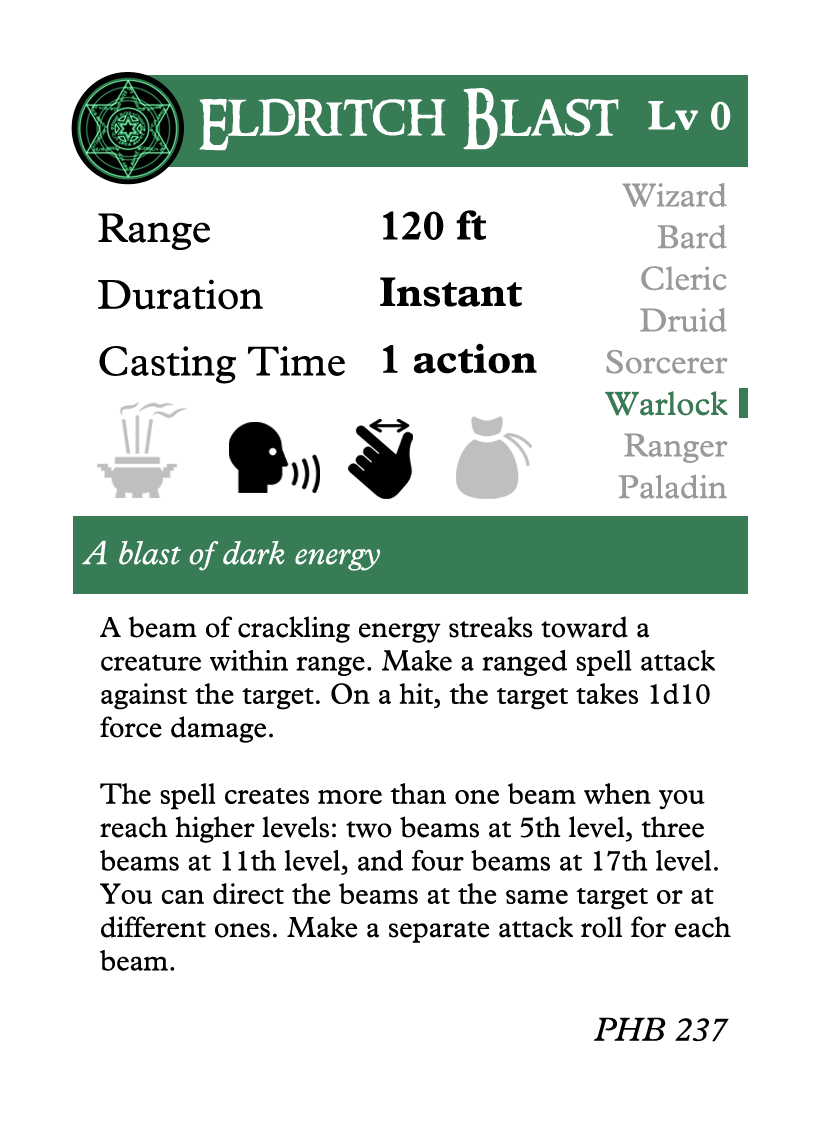 Eldritch Blast Lv 0
Range 120 ft
Duration Instant
Casting Time 1 action
Wizard
Bard
Cleric
Druid
Sorcerer
Warlock
Ranger
Paladin
A blast of dark energy
A beam of crackling energy streaks toward a
creature within range. Make a ranged spell attack
against the target. On a hit, the target takes 1d10
force damage.
The spell creates more than one beam when you
reach higher levels: two beams at 5th level, three
beams at 11th level, and four beams at 17th level.
You can direct the beams at the same target or at
different ones. Make a separate attack roll for each
beam.
PHB 237